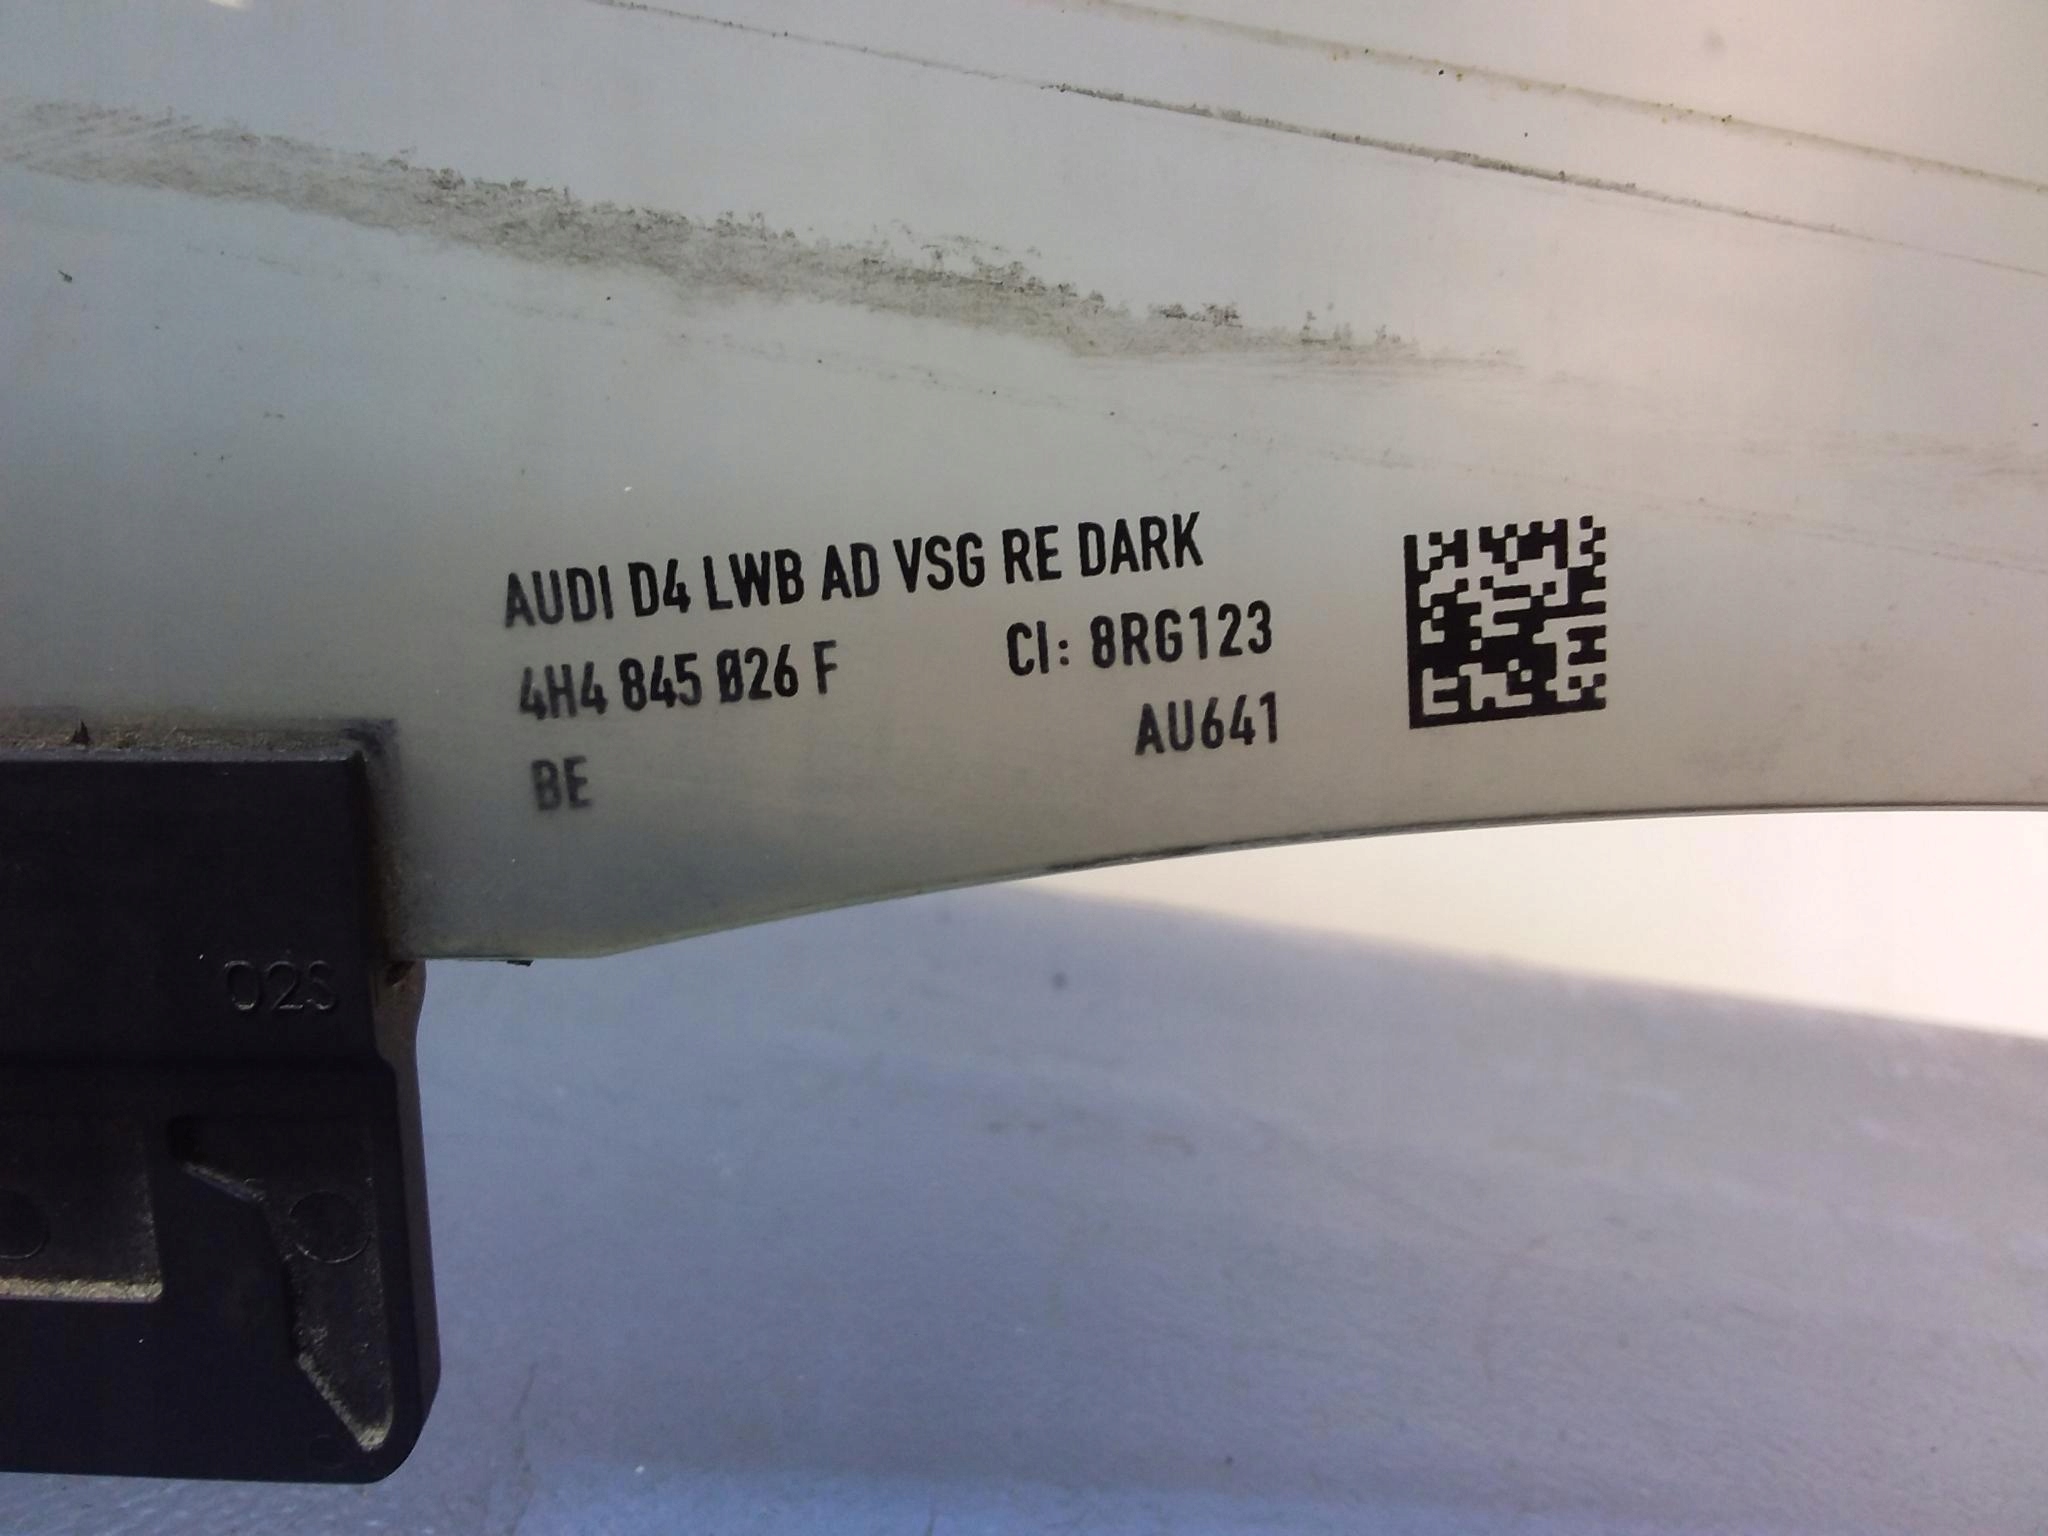 AUDI D4 LWB AD VSG RE DARK
4H4 845 026 F CI: 8RG123
BE AU641
02S